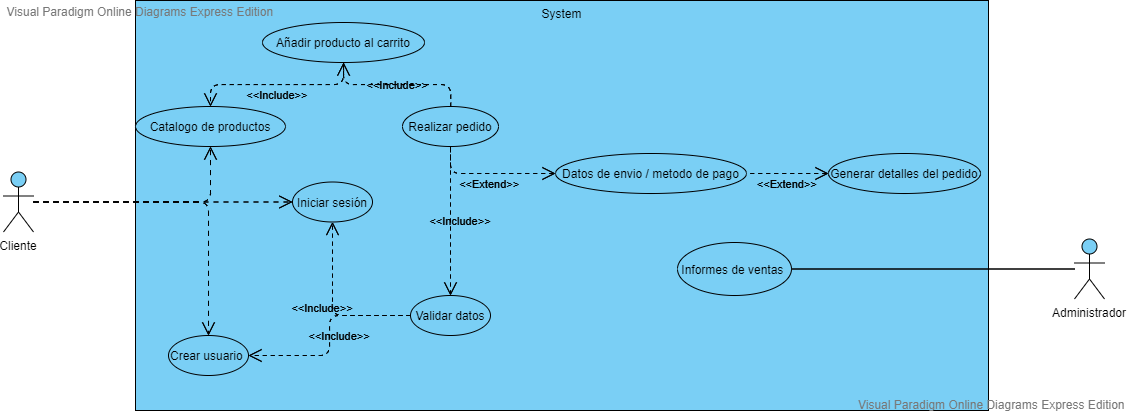 Visual Paradigm Online Diagrams Express Edition
System
Añadir producto al carrito
<<Include>>
<<Include>>
Catalogo de productos
Realizar pedido
Datos de envio / metodo de pago
Generar detalles del pedido
<<Extend>>
<<Extend>>
Iniciar sesión
<<Include>>
Cliente
Informes de ventas
<<Include>>
Administrador
Validar datos
<<Include>>
Crear usuario
Visual Paradigm Online Diagrams Express Edition